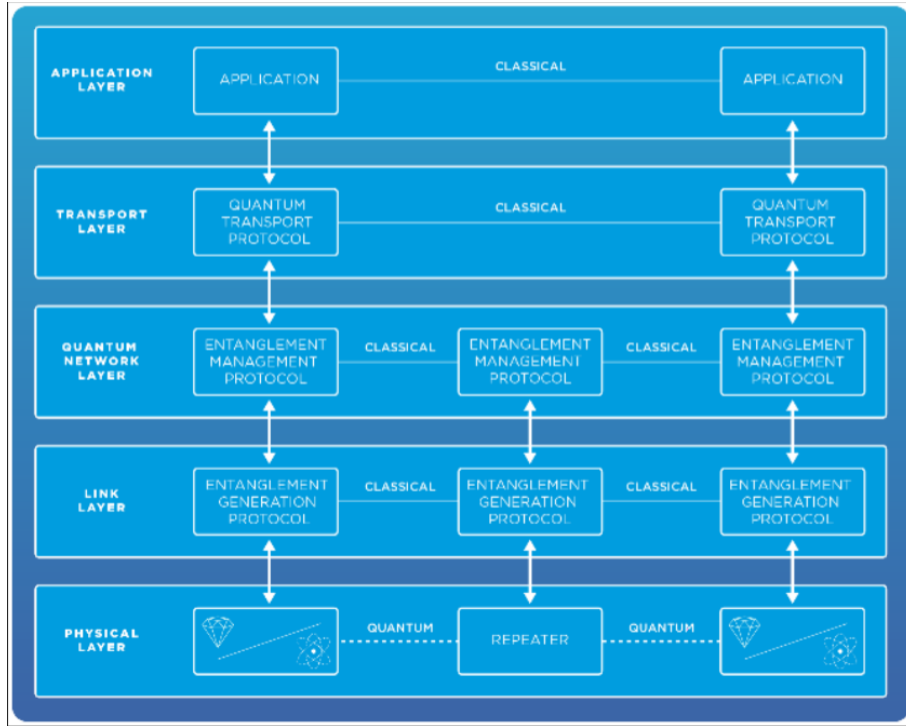 APPLICATION
LAYER
APPLICATION
CLASSICAL
APPLICATION
TRANSPORT
LAYER
QUANTUM
TRANSPORT
PROTOCOL
CLASSICAL
QUANTUM
TRANSPORT
PROTOCOL
QUANTUM
NETWORK
LAYER
ENTANGLEMENT
MANAGEMENT
PROTOCOL
CLASSICAL
ENTANGLEMENT
MANAGEMENT
PROTOCOL
CLASSICAL
ENTANGLEMENT
MANAGEMENT
PROTOCOL
LINK
LAYER
ENTANGLEMENT
GENERATION
PROTOCOL
CLASSICAL
ENTANGLEMENT
GENERATION
PROTOCOL
CLASSICAL
ENTANGLEMENT
GENERATION
PROTOCOL
PHYSICAL
LAYER
QUANTUM
REPEATER
QUANTUM